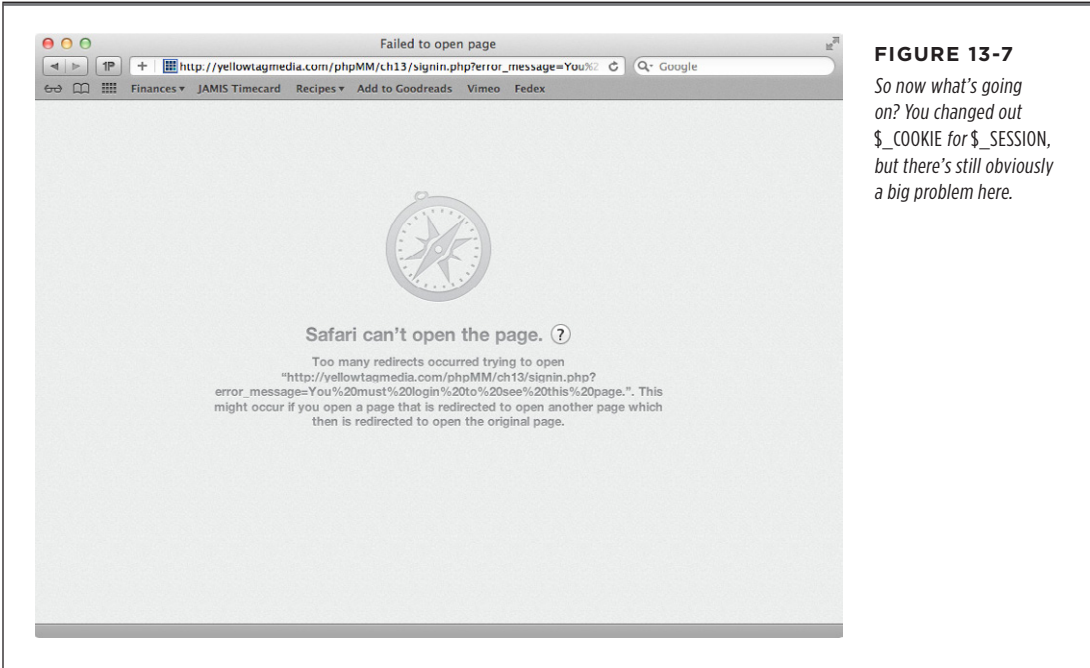 Failed to open page
1P
+ http://yellowtagmedia.com/phpMM/ch13/signin.php?error_message=You%2
Google
Finances JAMIS Timecard Recipes Add to Goodreads Vimeo Fedex
Safari can't open the page. ?
Too many redirects occurred trying to open
“http://yellowtagmedia.com/phpMM/ch13/signin.php?
error_message=You%20must%20login%20to%20see%20this%20page.”. This
might occur if you open a page that is redirected to open another page which
then is redirected to open the original page.
FIGURE 13-7
So now what's going
on? You changed out
$_COOKIE for $_SESSION,
but there's still obviously
a big problem here.